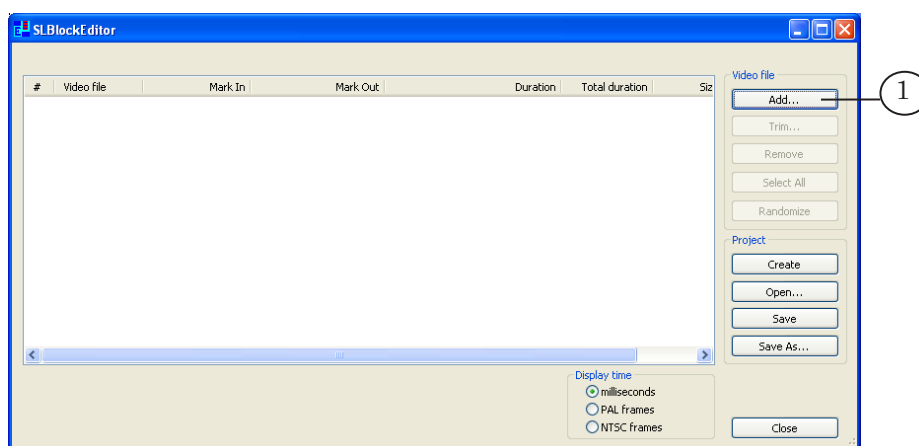 SLBlockEditor
# Video file Mark In Mark Out Duration Total duration Siz
Video file
Add...
1
Trim...
Remove
Select All
Randomize
Project
Create
Open...
Save
Save As...
Display time
milliseconds
PAL frames
NTSC frames
Close